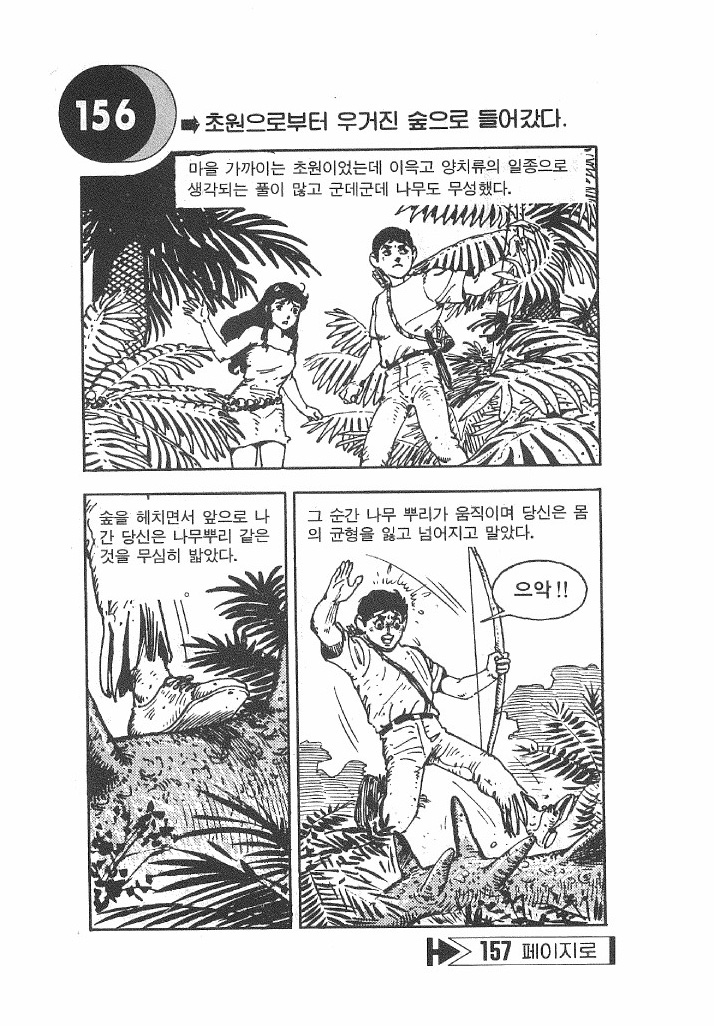 156
➡ 초원으로부터 우거진 숲으로 들어갔다.
마을 가까이는 초원이었는데 이윽고 양치류의 일종으로
생각되는 풀이 많고 군데군데 나무도 무성했다.
숲을 헤치면서 앞으로 나
간 당신은 나무뿌리 같은
것을 무심히 밟았다.
그 순간 나무 뿌리가 움직이며 당신은 몸
의 균형을 잃고 넘어지고 말았다.
으악!!
157 페이지로